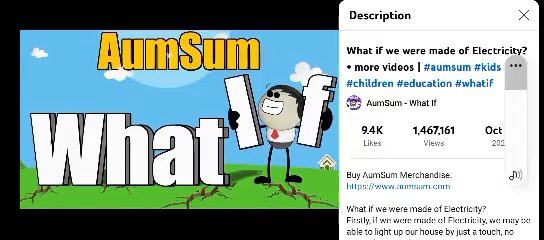 AumSum
What If
Description
What if we were made of Electricity?
• more videos | #aumsum #kids
#children #education #whatif
AumSum - What If
9.4K
Likes
1,467,161
Views
Oct
Buy AumSum Merchandise:
https://www.aumsum.com
What if we were made of Electricity?
Firstly, if we were made of Electricity, we may be
able to light up our house by just a touch, no